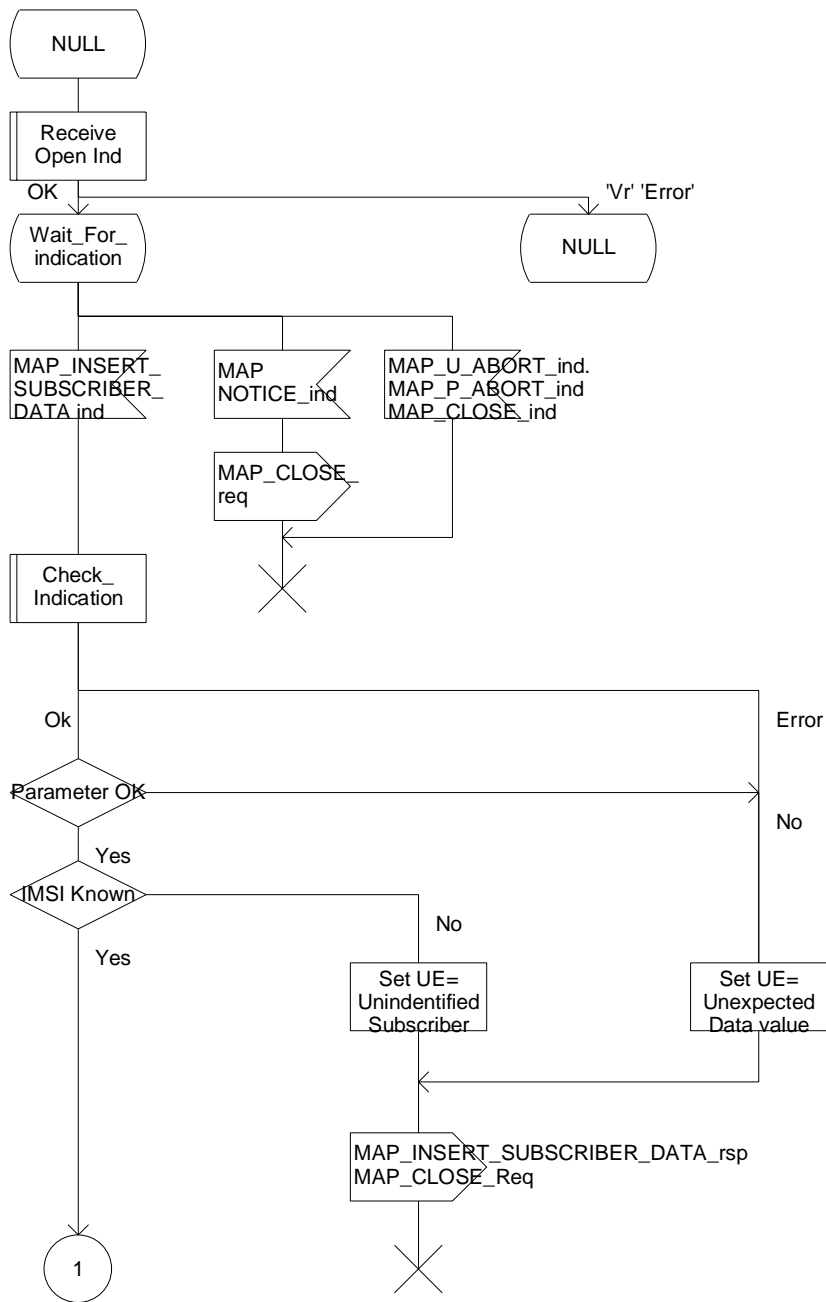 NULL
Receive
Open Ind
OK
'Vr' 'Error'
Wait_For_
indication
NULL
MAP_INSERT_
SUBSCRIBER_
DATA ind
MAP
NOTICE_ind
MAP_U_ABORT_ind.
MAP_P_ABORT_ind
MAP_CLOSE_ind
MAP_CLOSE_
req
Check_
Indication
Ok
Error
Parameter OK
No
Yes
IMSI Known
No
Yes
Set UE=
Unidentified
Subscriber
Set UE=
Unexpected
Data value
MAP_INSERT_SUBSCRIBER_DATA_rsp
MAP_CLOSE_Req
1